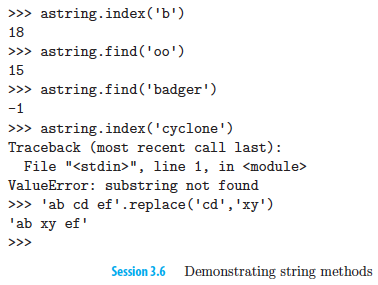 >>> astring.index('b')
18
>>> astring.find('oo')
15
>>> astring.find('badger')
-1
>>> astring.index('cyclone')
Traceback (most recent call last):
  File "<stdin>", line 1, in <module>
ValueError: substring not found
>>> 'ab cd ef'.replace('cd','xy')
'ab xy ef'
>>>
Session 3.6 Demonstrating string methods